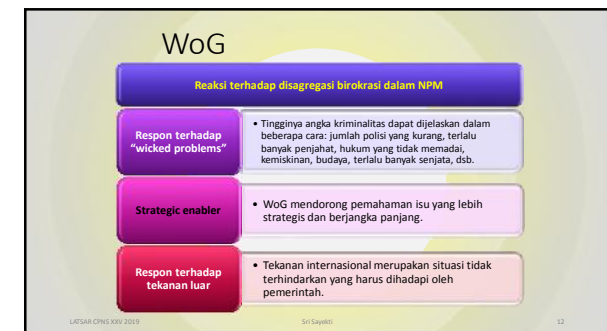 WoG
Reaksi terhadap disagregasi birokrasi dalam NPM
Respon terhadap
“wicked problems”
• Tingginya angka kriminalitas dapat dijelaskan dalam
beberapa cara: jumlah polisi yang kurang, terlalu
banyak penjahat, hukum yang tidak memadai,
kemiskinan, budaya, terlalu banyak senjata, dsb.
Strategic enabler
• WoG mendorong pemahaman isu yang lebih
strategis dan berjangka panjang.
Respon terhadap
tekanan luar
• Tekanan internasional merupakan situasi tidak
terhindarkan yang harus dihadapi oleh
pemerintah.
LATSAR CPNS XXV 2019
Sri Sayekti
12